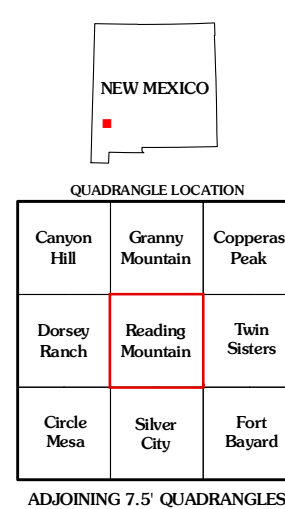 NEW MEXICO
QUADRANGLE LOCATION
Canyon Hill
Granny Mountain
Copperas Peak
Dorsey Ranch
Reading Mountain
Twin Sisters
Circle Mesa
Silver City
Fort Bayard
ADJOINING 7.5' QUADRANGLES